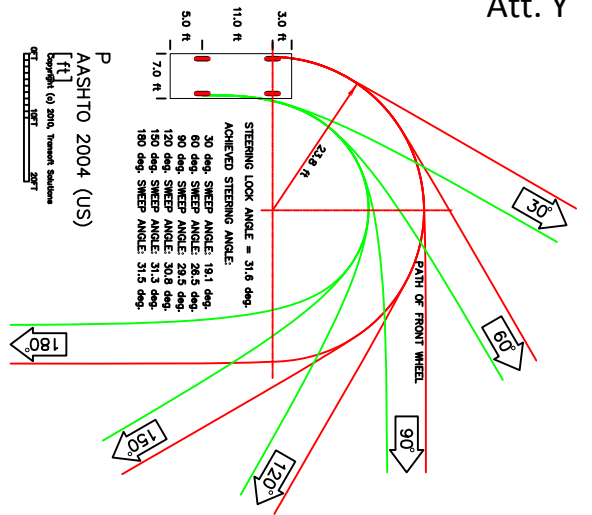 Att. Y
5.0 ft
11.0 ft
3.0 ft
7.0 ft
23.8 ft
P
AASHTO 2004 (US)
[ft]
Copyright (c) 2010, Transoft Solutions
0FT
10FT
20FT
STEERING LOCK ANGLE = 31.6 deg.
ACHIEVED STEERING ANGLE:
30 deg. SWEEP ANGLE: 19.1 deg.
60 deg. SWEEP ANGLE: 26.5 deg.
90 deg. SWEEP ANGLE: 29.5 deg.
120 deg. SWEEP ANGLE: 30.8 deg.
150 deg. SWEEP ANGLE: 31.3 deg.
180 deg. SWEEP ANGLE: 31.5 deg.
PATH OF FRONT WHEEL
30°
60°
90°
120°
150°
180°